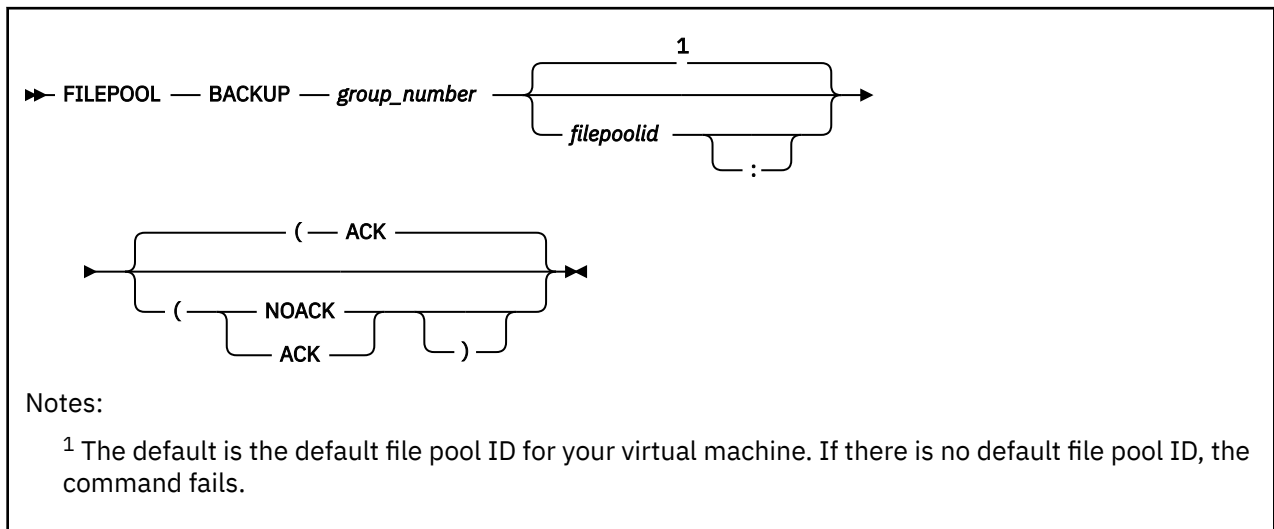 1
FILEPOOL BACKUP group_number
filepoolid
:
( ACK
( NOACK
ACK )
Notes:
1 The default is the default file pool ID for your virtual machine. If there is no default file pool ID, the
command fails.